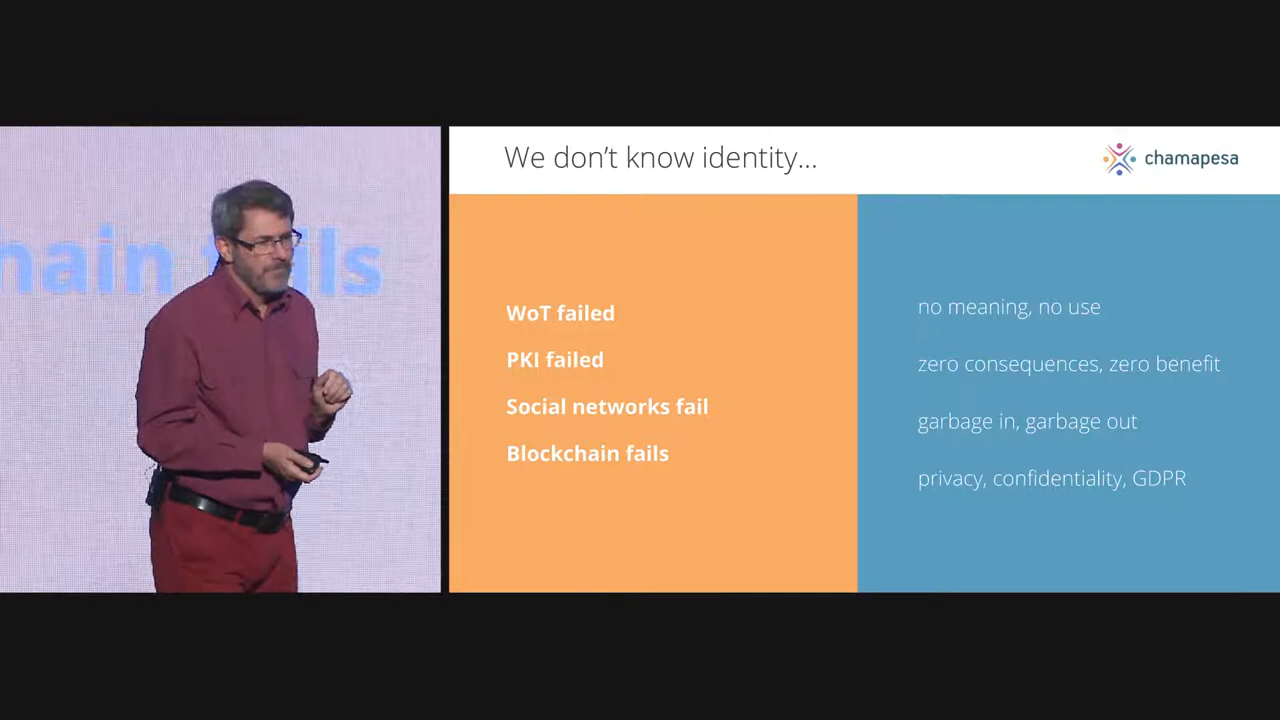 We don't know identity...
chamapesa
WoT failed
PKI failed
Social networks fail
Blockchain fails
no meaning, no use
zero consequences, zero benefit
garbage in, garbage out
privacy, confidentiality, GDPR